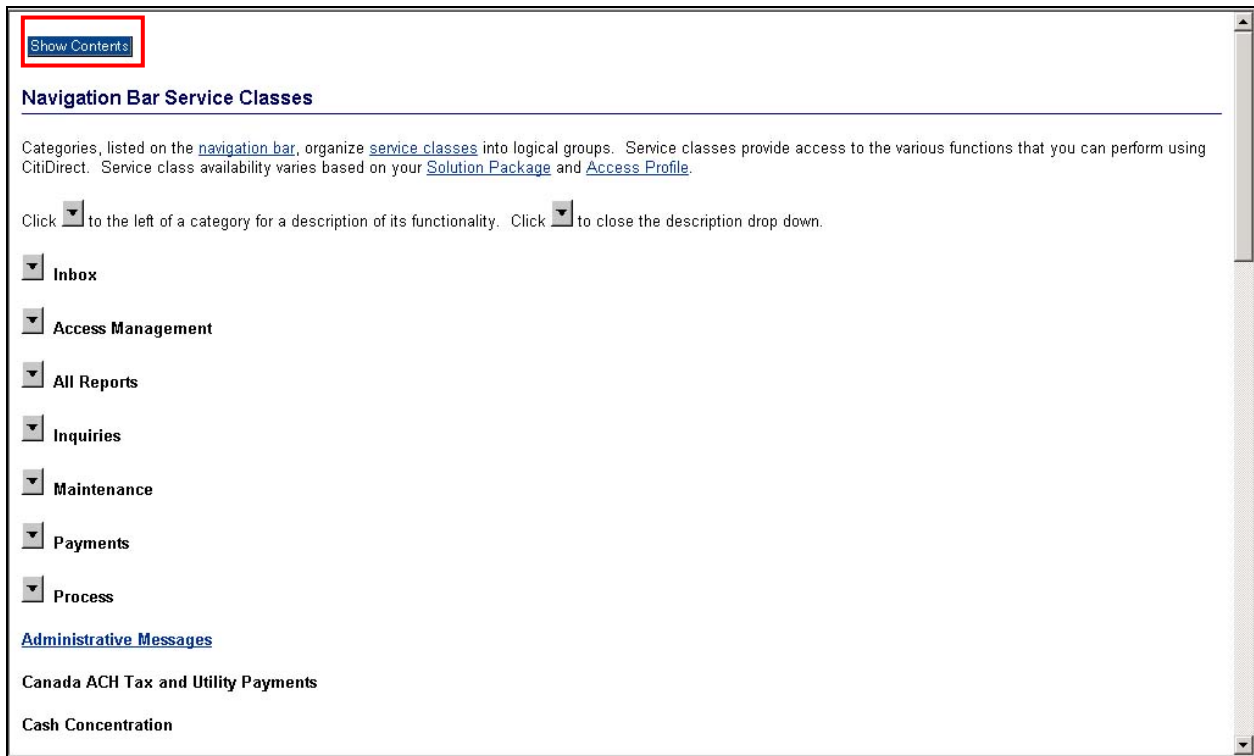 Show Contents
Navigation Bar Service Classes
Categories, listed on the navigation bar, organize service classes into logical groups.  Service classes provide access to the various functions that you can perform using
CitiDirect.  Service class availability varies based on your Solution Package and Access Profile.
Click to the left of a category for a description of its functionality.  Click to close the description drop down.
Inbox
Access Management
All Reports
Inquiries
Maintenance
Payments
Process
Administrative Messages
Canada ACH Tax and Utility Payments
Cash Concentration